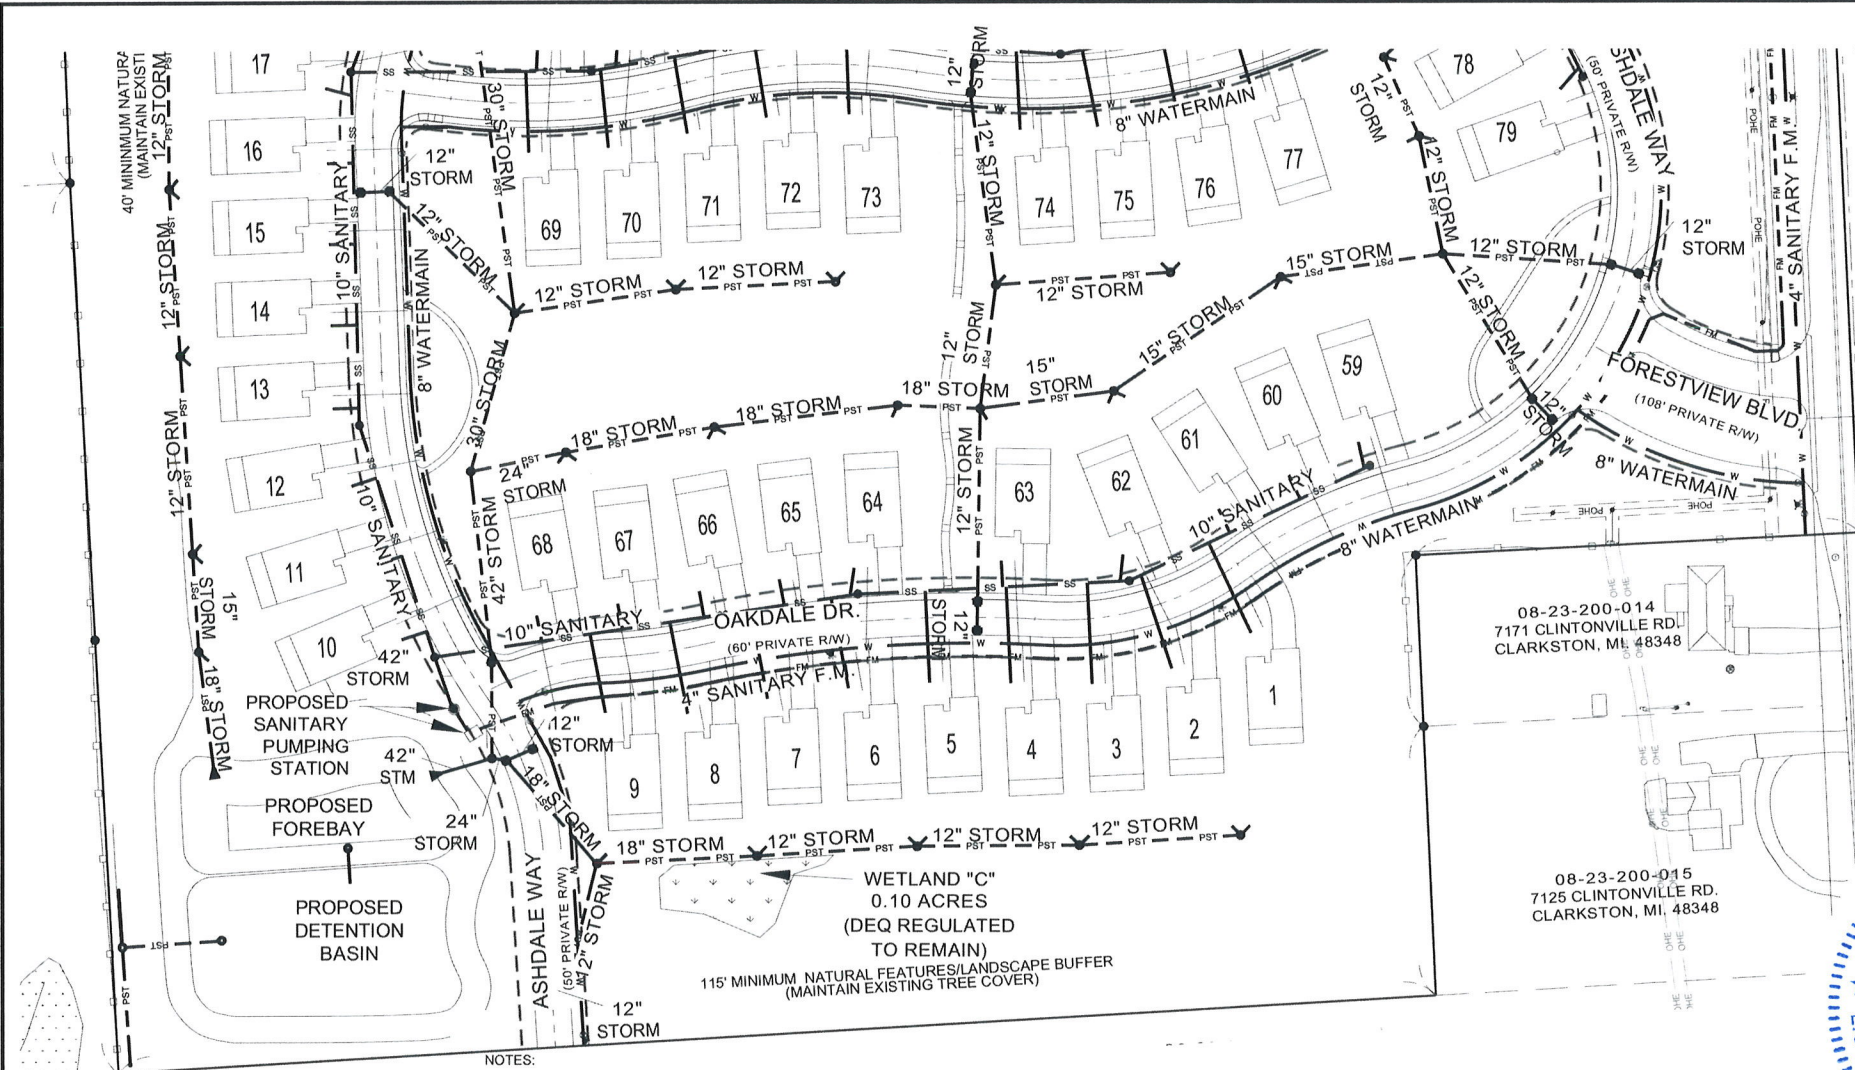 40' MINIMUM NATURA
(MAINTAIN EXISTI
12" STORM
12" STORM
12" STORM
15"
STORM
18" STORM
17
16
15
14
13
12
11
10
10" SANITARY
8" WATERMAIN
10" SANITARY
12"
STORM
12" STORM
30" STORM
30" STORM
69
70
71
72
73
12" STORM
12" STORM
12"
STORM
12" STORM
74
75
76
77
8" WATERMAIN
12" STORM
12"
STORM
12" STORM
78
79
ASHDALE WAY
(50' PRIVATE R/W)
4" SANITARY F.M.
POHE
POHE
12"
STORM
12" STORM
15" STORM
15" STORM
12" STORM
12"
STORM
15"
STORM
18" STORM
18" STORM
18" STORM
24"
STORM
42" STORM
12" STORM
68
67
66
65
64
63
62
61
60
59
10" SANITARY
8" WATERMAIN
12"
STORM
FORESTVIEW BLVD.
(108' PRIVATE R/W)
8" WATERMAIN
POHE
POHE
10" SANITARY
OAKDALE DR.
(60' PRIVATE R/W)
12"
STORM
4" SANITARY F.M.
42"
STORM
PROPOSED
SANITARY
PUMPING
STATION
42"
STM
12"
STORM
18" STORM
24"
STORM
9
8
7
6
5
4
3
2
1
PROPOSED
FOREBAY
PROPOSED
DETENTION
BASIN
18" STORM
12" STORM
12" STORM
12" STORM
WETLAND "C"
0.10 ACRES
(DEQ REGULATED
TO REMAIN)
115' MINIMUM NATURAL FEATURES/LANDSCAPE BUFFER
(MAINTAIN EXISTING TREE COVER)
ASHDALE WAY
(50' PRIVATE R/W)
12" STORM
12"
STORM
08-23-200-014
7171 CLINTONVILLE RD.
CLARKSTON, MI. 48348
08-23-200-015
7125 CLINTONVILLE RD.
CLARKSTON, MI. 48348
NOTES: